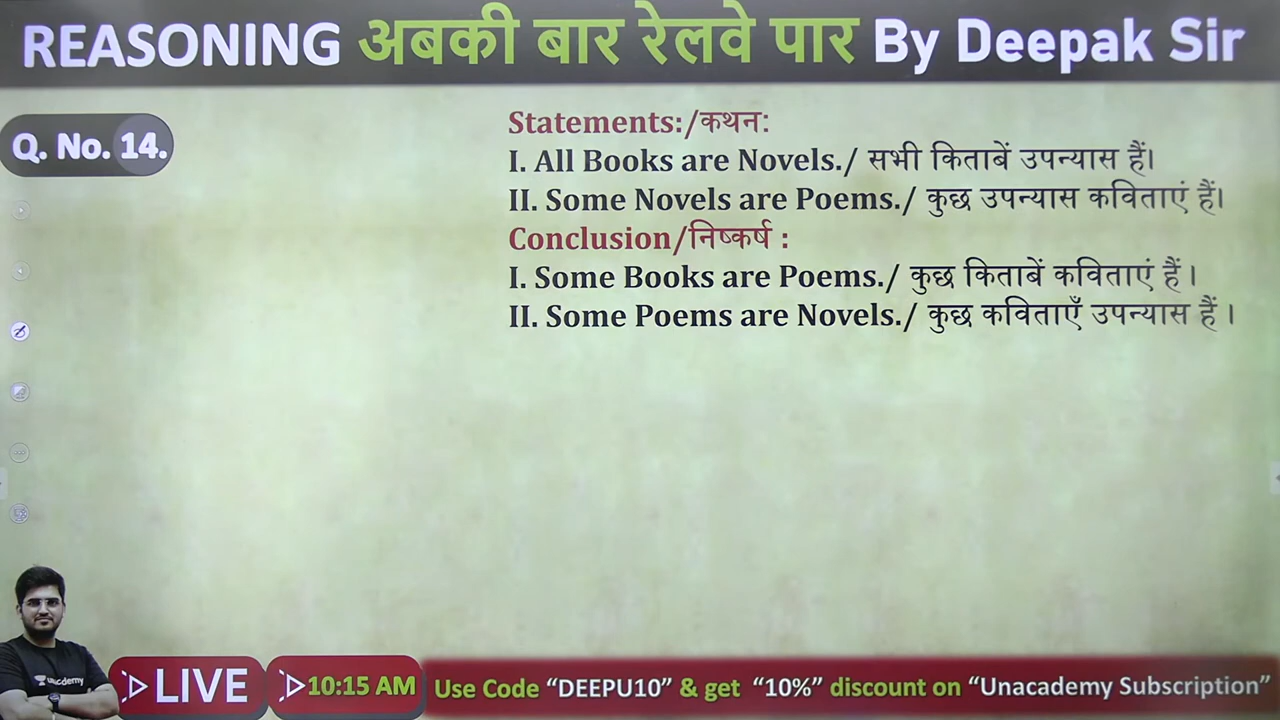 REASONING अबकी बार रेलवे पार By Deepak Sir
Q. No. 14.
Statements:/कथन:
I. All Books are Novels./ सभी किताबें उपन्यास हैं।
II. Some Novels are Poems./ कुछ उपन्यास कविताएं हैं।
Conclusion/निष्कर्ष :
I. Some Books are Poems./ कुछ किताबें कविताएं हैं ।
II. Some Poems are Novels./ कुछ कविताएँ उपन्यास हैं ।
unacademy
LIVE
10:15 AM
Use Code “DEEPU10” & get “10%” discount on “Unacademy Subscription”